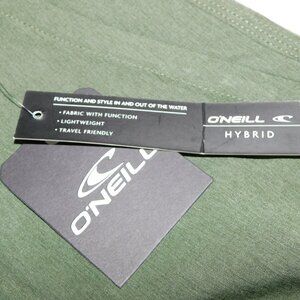 FUNCTION AND STYLE IN AND OUT OF THE WATER
• FABRIC WITH FUNCTION
• LIGHTWEIGHT
• TRAVEL FRIENDLY
O'NEILL
HYBRID
O'NEILL